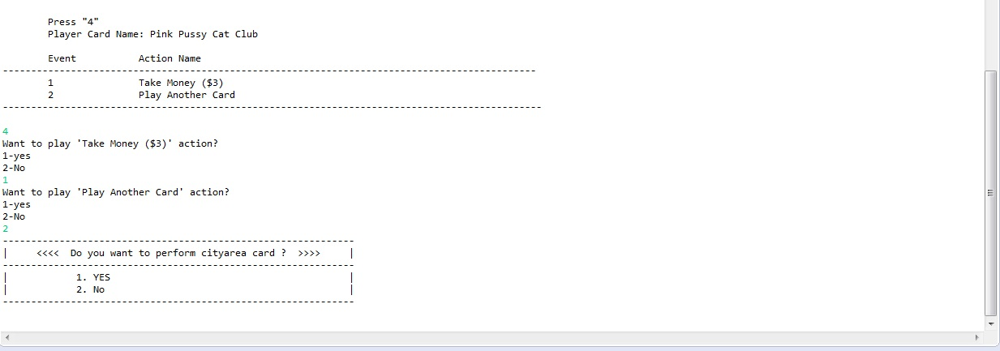 Press "4"
Player Card Name: Pink Pussy Cat Club
Event Action Name
--------------------------------------------------------------------------------------------
1 Take Money ($3)
2 Play Another Card
---------------------------------------------------------------------------------------------
4
Want to play 'Take Money ($3)' action?
1-yes
2-No
1
Want to play 'Play Another Card' action?
1-yes
2-No
2
--------------------------------------------------------------
| <<<< Do you want to perform cityarea card ? >>>> |
--------------------------------------------------------------
| 1. YES |
| 2. No |
--------------------------------------------------------------